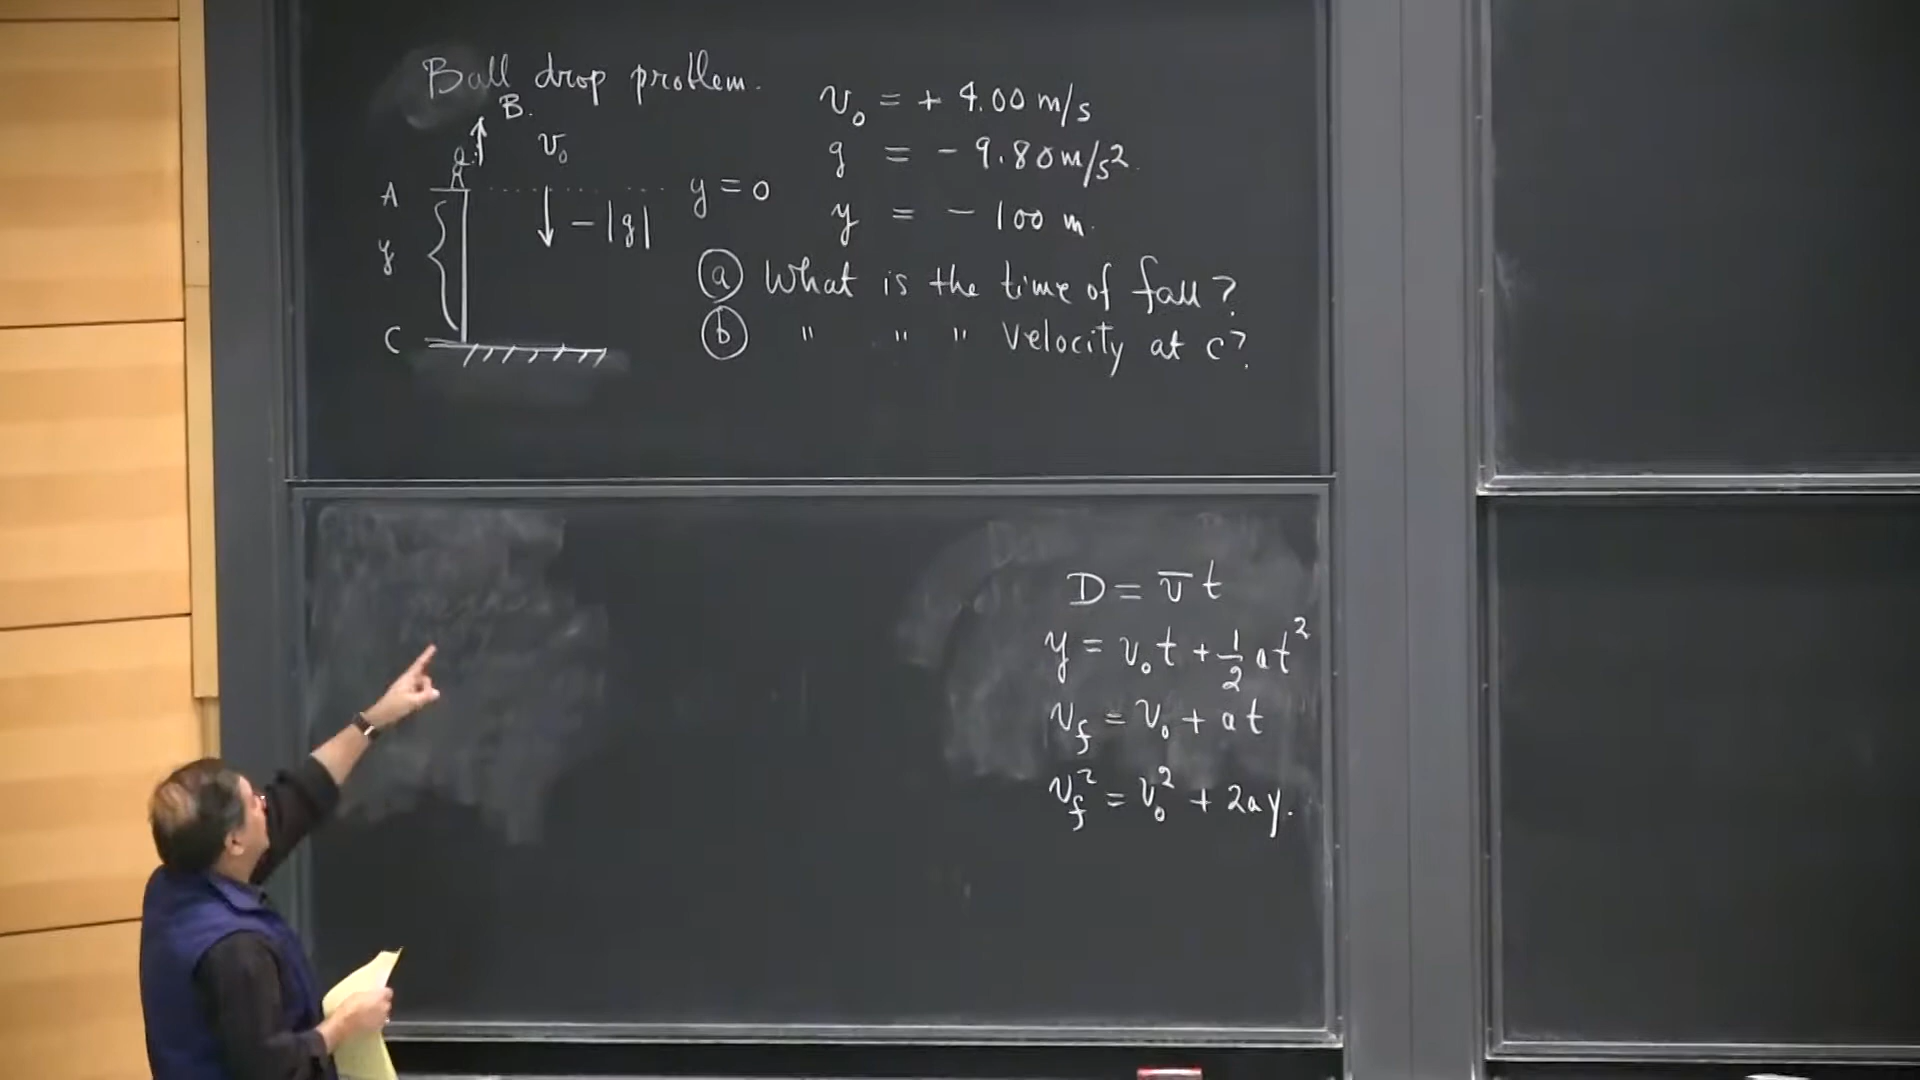 Ball drop problem.
B.
v₀
A
y = 0
- |g|
y
C
v₀ = + 4.00 m/s
g = - 9.80 m/s²
y = - 100 m.
ⓐ What is the time of fall?
ⓑ " " " Velocity at c?
D = v̄ t
y = v₀t + 1/2 at²
v_f = v₀ + at
v_f² = v₀² + 2ay.